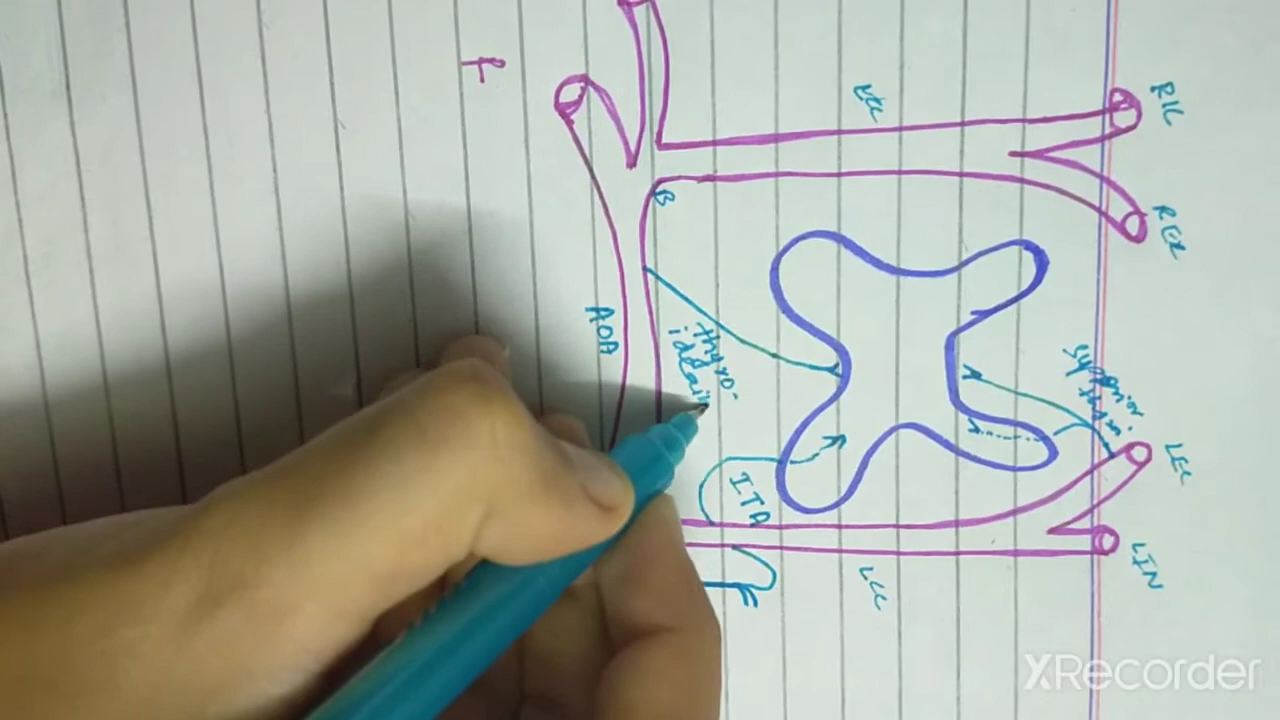 RIC
REC
B
AOA
thyro-
idea
superior
ITA
LEC
LIN
LCC
XRecorder